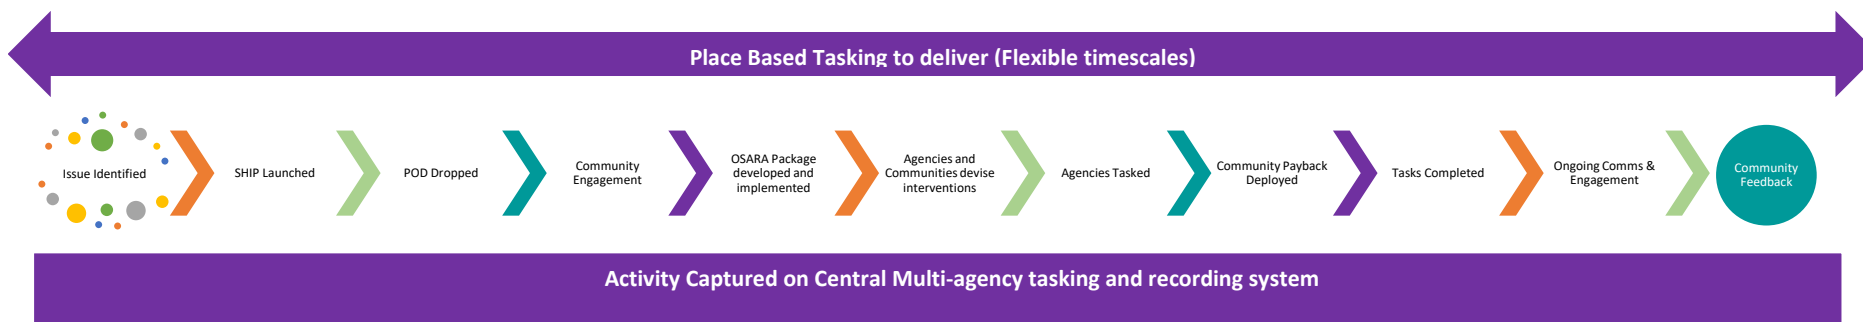 Place Based Tasking to deliver (Flexible timescales)
Issue Identified
SHIP Launched
POD Dropped
Community
Engagement
OSARA Package
developed and
implemented
Agencies and
Communities devise
interventions
Agencies Tasked
Community Payback
Deployed
Tasks Completed
Ongoing Comms &
Engagement
Community
Feedback
Activity Captured on Central Multi-agency tasking and recording system